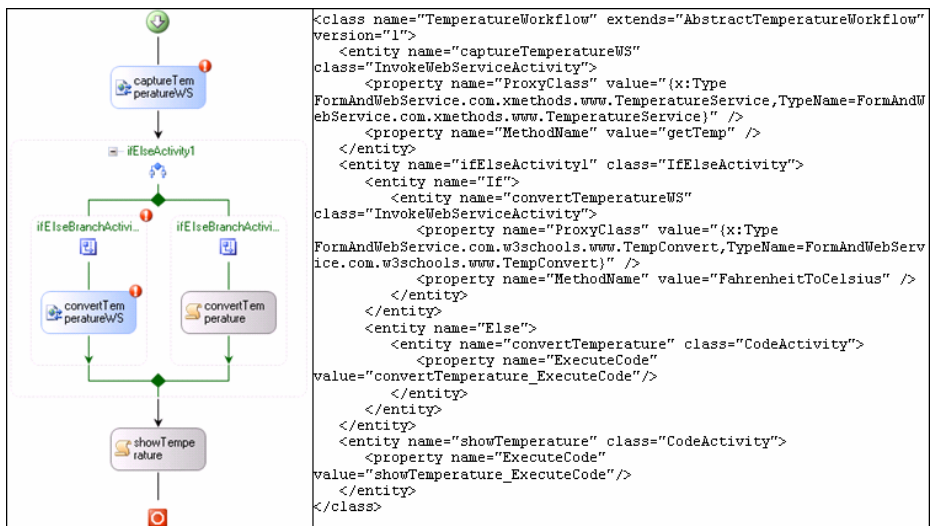 captureTem
peratureWS
ifElseActivity1
ifElseBranchActivi...
ifElseBranchActivi...
convertTem
peratureWS
convertTem
perature
showTempe
rature
<class name="TemperatureWorkflow" extends="AbstractTemperatureWorkflow"
version="1">
<entity name="captureTemperatureWS"
class="InvokeWebServiceActivity">
<property name="ProxyClass" value="{x:Type
FormAndWebService.com.xmethods.www.TemperatureService,TypeName=FormAndW
ebService.com.xmethods.www.TemperatureService}" />
<property name="MethodName" value="getTemp" />
</entity>
<entity name="ifElseActivity1" class="IfElseActivity">
<entity name="If">
<entity name="convertTemperatureWS"
class="InvokeWebServiceActivity">
<property name="ProxyClass" value="{x:Type
FormAndWebService.com.w3schools.www.TempConvert,TypeName=FormAndWebServ
ice.com.w3schools.www.TempConvert}" />
<property name="MethodName" value="FahrenheitToCelsius" />
</entity>
</entity>
<entity name="Else">
<entity name="convertTemperature" class="CodeActivity">
<property name="ExecuteCode"
value="convertTemperature_ExecuteCode"/>
</entity>
</entity>
</entity>
<entity name="showTemperature" class="CodeActivity">
<property name="ExecuteCode"
value="showTemperature_ExecuteCode"/>
</entity>
</class>